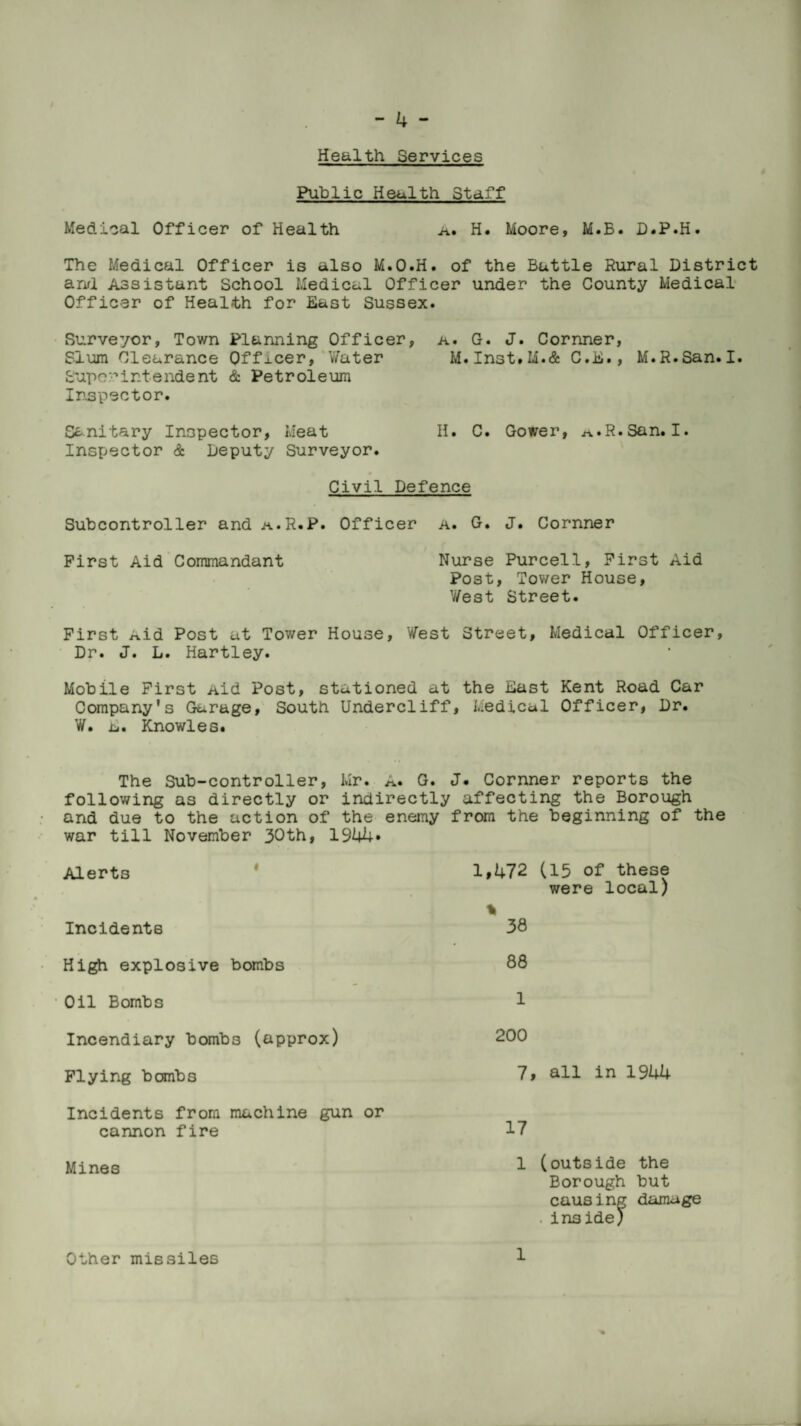 - 4 -
Health Services
Public Health Staff
Medical Officer of Health A. H. Moore, M.B. D.P.H.
The Medical Officer is also M.O.H. of the Battle Rural District
and Assistant School Medical Officer under the County Medical
Officer of Health for East Sussex.
Surveyor, Town Planning Officer, A. G. J. Cornner,
Slum Clearance Officer, Water M.Inst.M.& C.E., M.R.San.I.
Superintendent & Petroleum
Inspector.
Sanitary Inspector, Meat H. C. Gower, A.R.San.I.
Inspector & Deputy Surveyor.
Civil Defence
Subcontroller and A.R.P. Officer A. G. J. Cornner
First Aid Commandant Nurse Purcell, First Aid
Post, Tower House,
West Street.
First Aid Post at Tower House, West Street, Medical Officer,
Dr. J. L. Hartley.
Mobile First Aid Post, stationed at the East Kent Road Car
Company's Garage, South Undercliff, Medical Officer, Dr.
W. E. Knowles.
The Sub-controller, Mr. A. G. J. Cornner reports the
following as directly or indirectly affecting the Borough
and due to the action of the enemy from the beginning of the
war till November 30th, 1944.
Alerts 1,472 (15 of these
were local)
Incidents 38
High explosive bombs 88
Oil Bombs 1
Incendiary bombs (approx) 200
Flying bombs 7, all in 1944
Incidents from machine gun or
cannon fire 17
Mines 1 (outside the
Borough but
causing damage
inside)
Other missiles 1